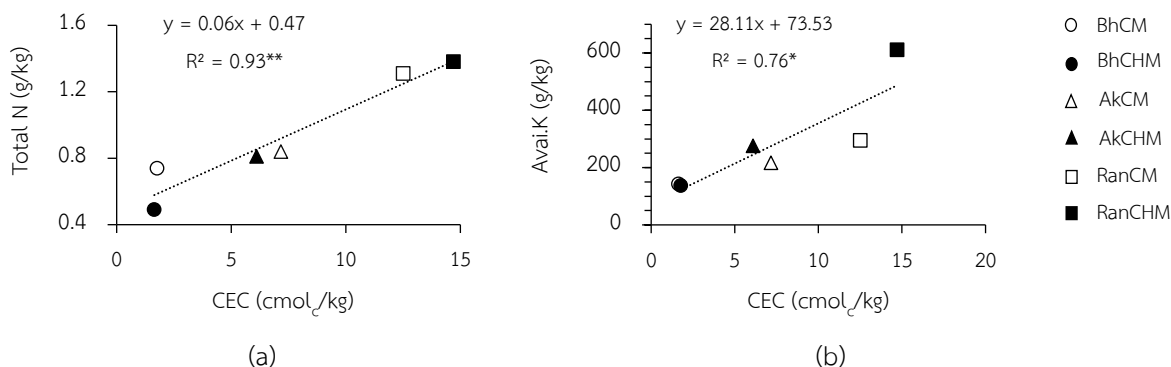 y = 0.06x + 0.47
R² = 0.93**
Total N (g/kg)
1.6
1.2
0.8
0.4
0 5 10 15
CEC (cmolc/kg)
(a)
y = 28.11x + 73.53
R² = 0.76*
Avai.K (g/kg)
600
400
200
0
0 5 10 15 20
CEC (cmolc/kg)
(b)
BhCM
BhCHM
AkCM
AkCHM
RanCM
RanCHM